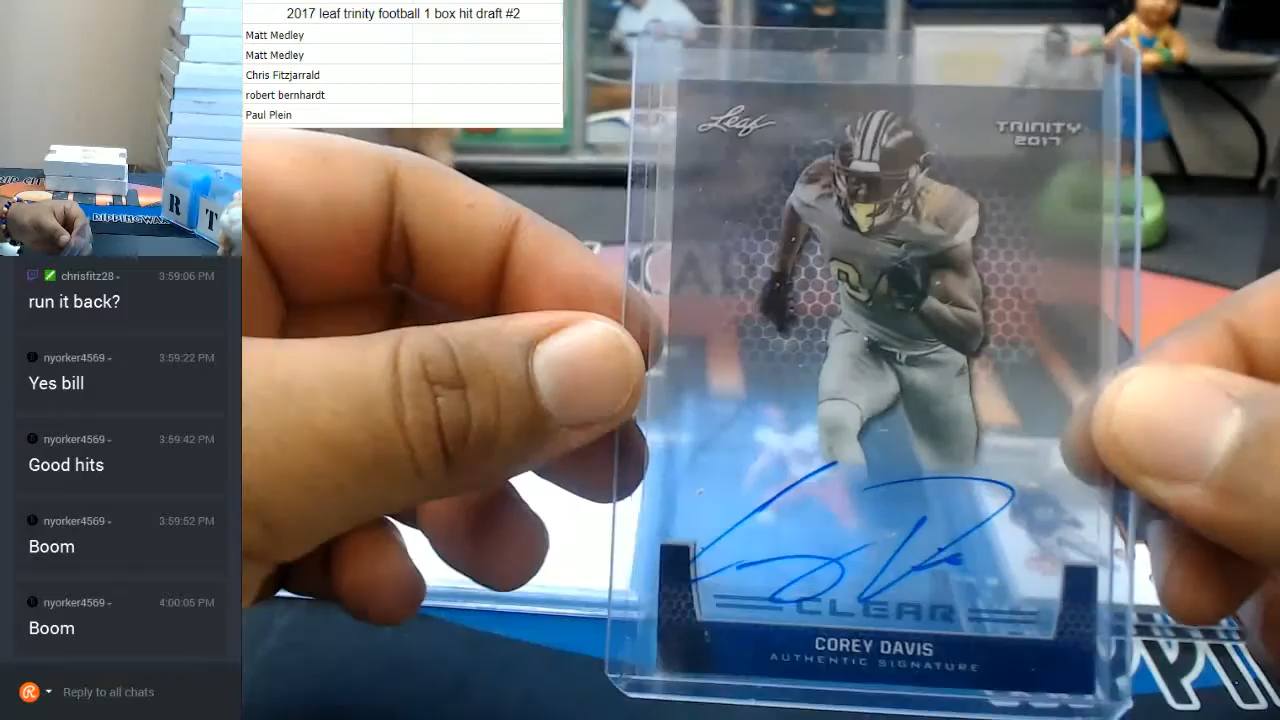 2017 leaf trinity football 1 box hit draft #2
Matt Medley
Matt Medley
Chris Fitzjarrald
robert bernhardt
Paul Plein
Leaf
TRINITY
2017
CLEAR
COREY DAVIS
AUTHENTIC SIGNATURE
R T
chrisfitz28
3:59:06 PM
run it back?
nyorker4569
3:59:22 PM
Yes bill
nyorker4569
3:59:42 PM
Good hits
nyorker4569
3:59:52 PM
Boom
nyorker4569
4:00:05 PM
Boom
Reply to all chats